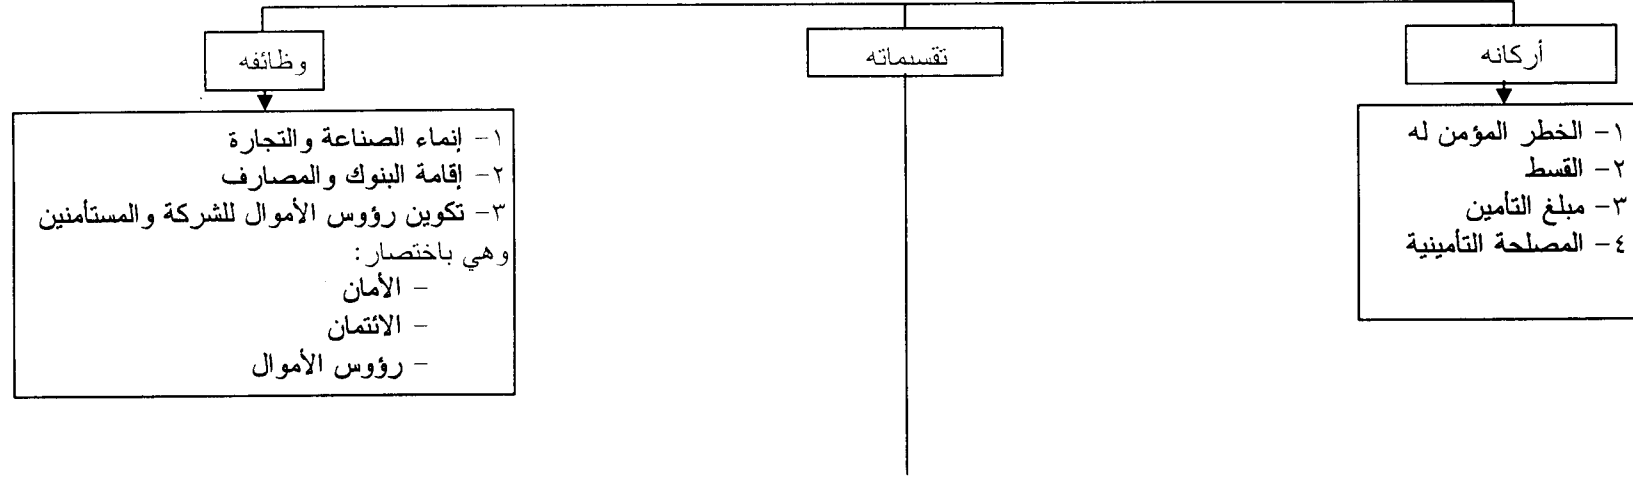 أركانه
١- الخطر المؤمن له
٢- القسط
٣- مبلغ التأمين
٤- المصلحة التأمينية
تقسيماته
وظائفه
١- إنماء الصناعة والتجارة
٢- إقامة البنوك والمصارف
٣- تكوين رؤوس الأموال للشركة والمستأمنين
وهي باختصار:
- الأمان
- الائتمان
- رؤوس الأموال